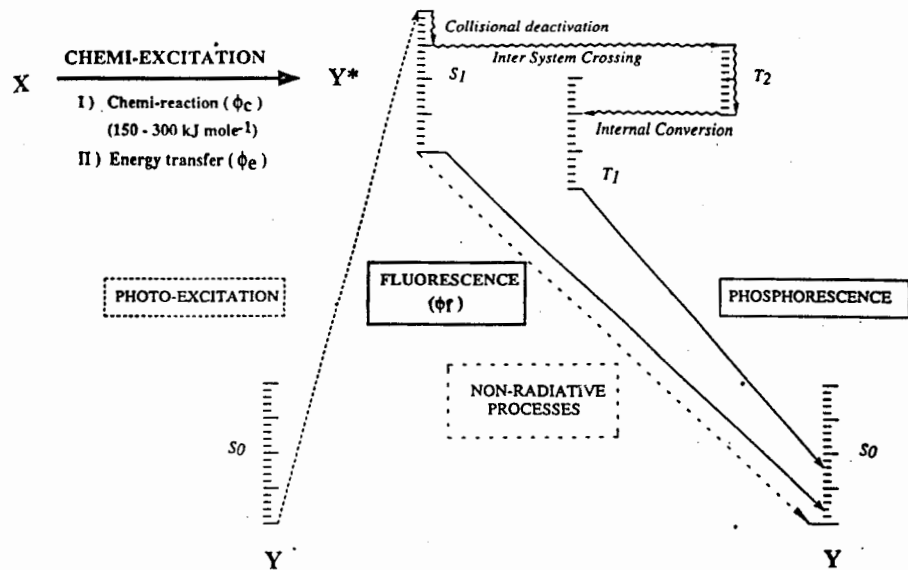 Collisional deactivation
CHEMI-EXCITATION
Inter System Crossing
X
Y*
S1
T2
I) Chemi-reaction (ϕc)
(150 - 300 kJ mole-1)
II) Energy transfer (ϕe)
Internal Conversion
T1
PHOTO-EXCITATION
FLUORESCENCE
(ϕf)
PHOSPHORESCENCE
NON-RADIATIVE
PROCESSES
S0
S0
Y
Y